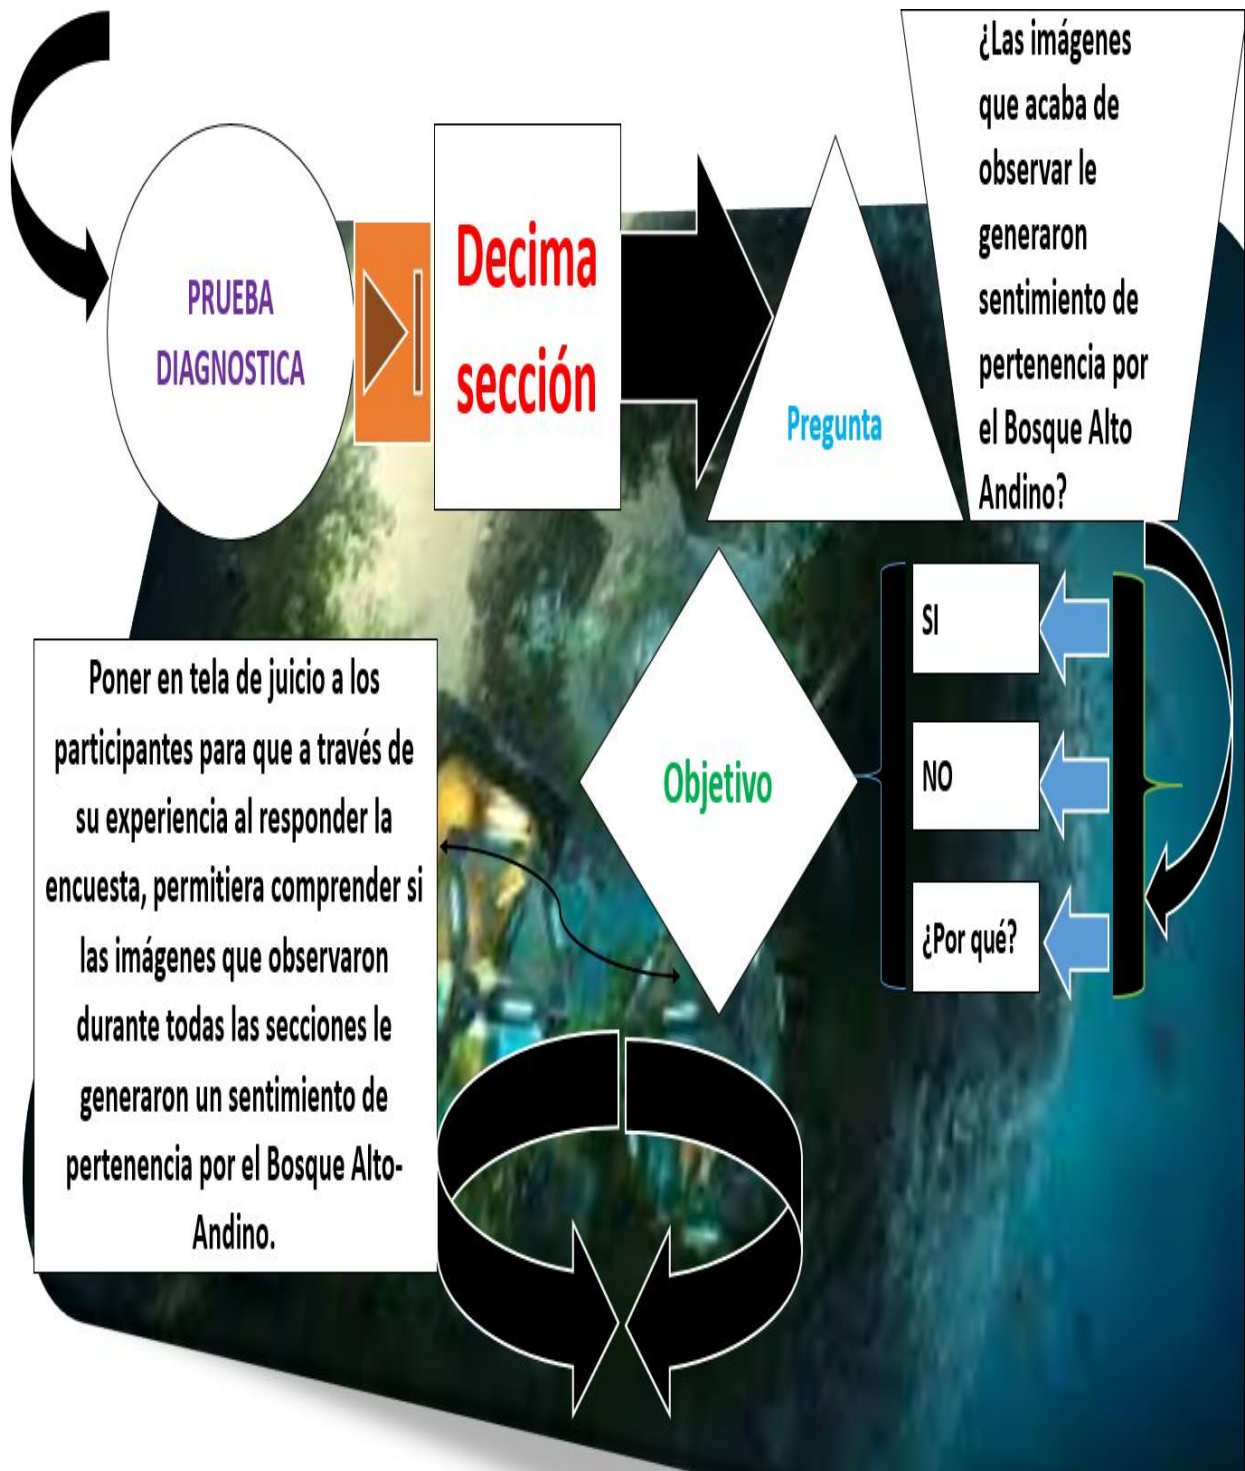 PRUEBA
DIAGNOSTICA
Decima
sección
Pregunta
¿Las imágenes
que acaba de
observar le
generaron
sentimiento de
pertenencia por
el Bosque Alto
Andino?
SI
NO
¿Por qué?
Objetivo
Poner en tela de juicio a los
participantes para que a través de
su experiencia al responder la
encuesta, permitiera comprender si
las imágenes que observaron
durante todas las secciones le
generaron un sentimiento de
pertenencia por el Bosque Alto-
Andino.